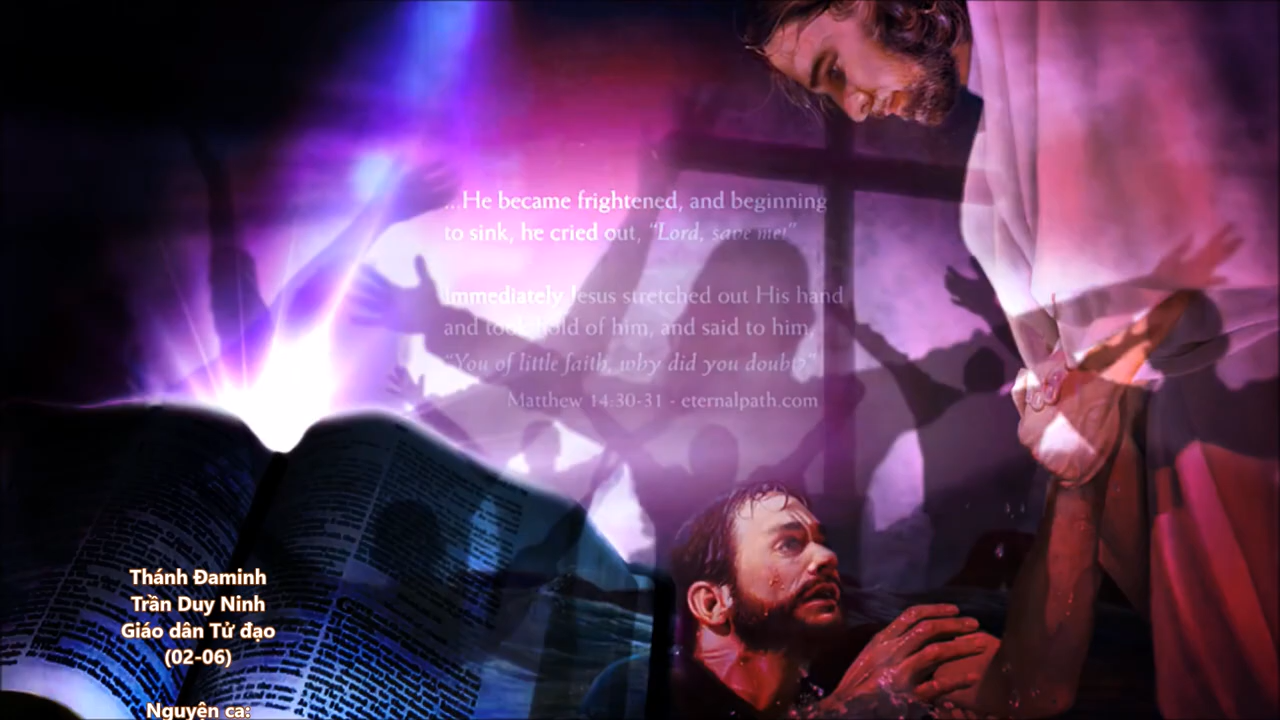 ...He became frightened, and beginning
to sink, he cried out, “Lord, save me!”
Immediately Jesus stretched out His hand
and took hold of him, and said to him,
“You of little faith, why did you doubt?”
Matthew 14:30-31 - eternalpath.com
Thánh Đaminh
Trần Duy Ninh
Giáo dân Tử đạo
(02-06)
Nguyện ca: